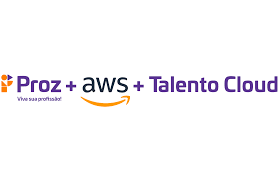 Proz + aws + Talento Cloud
Viva sua profissão!